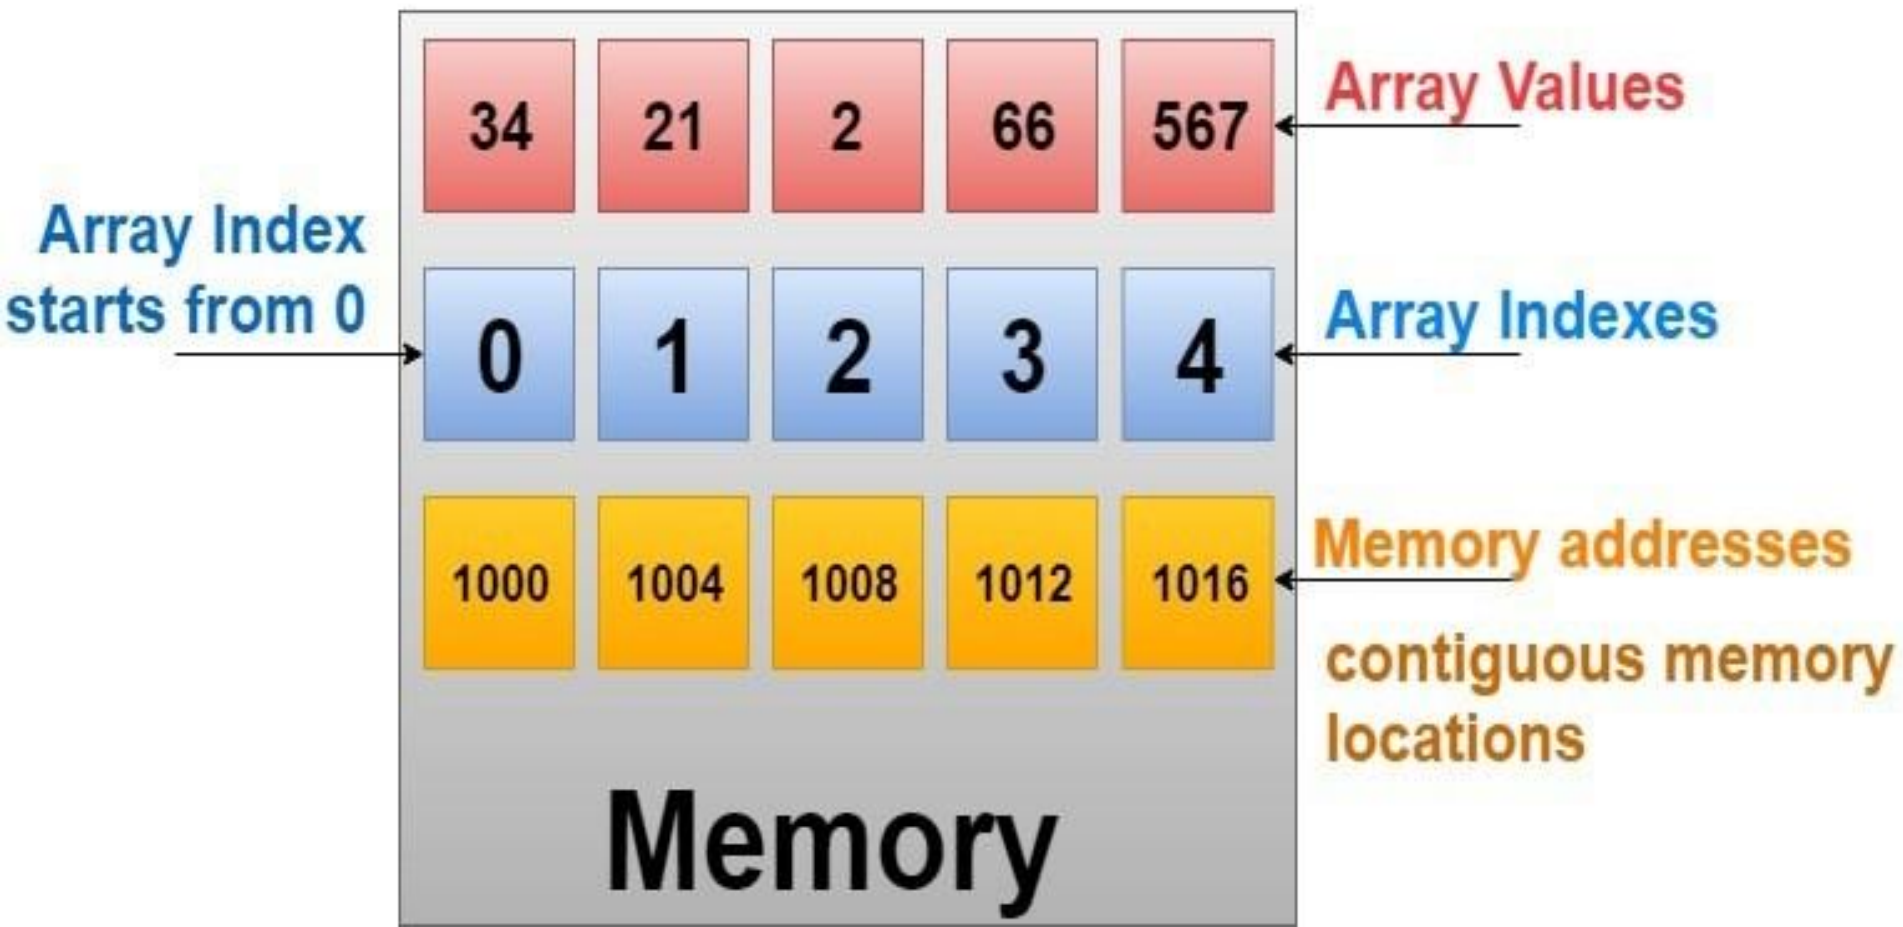 34 21 2 66 567
Array Values
Array Index
starts from 0
0 1 2 3 4
Array Indexes
1000 1004 1008 1012 1016
Memory addresses
contiguous memory
locations
Memory